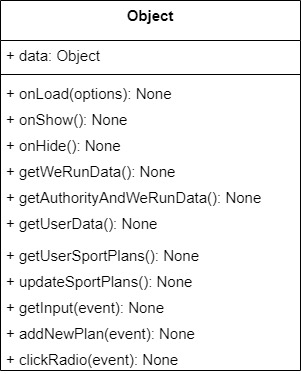 Object
+ data: Object
+ onLoad(options): None
+ onShow(): None
+ onHide(): None
+ getWeRunData(): None
+ getAuthorityAndWeRunData(): None
+ getUserData(): None
+ getUserSportPlans(): None
+ updateSportPlans(): None
+ getInput(event): None
+ addNewPlan(event): None
+ clickRadio(event): None